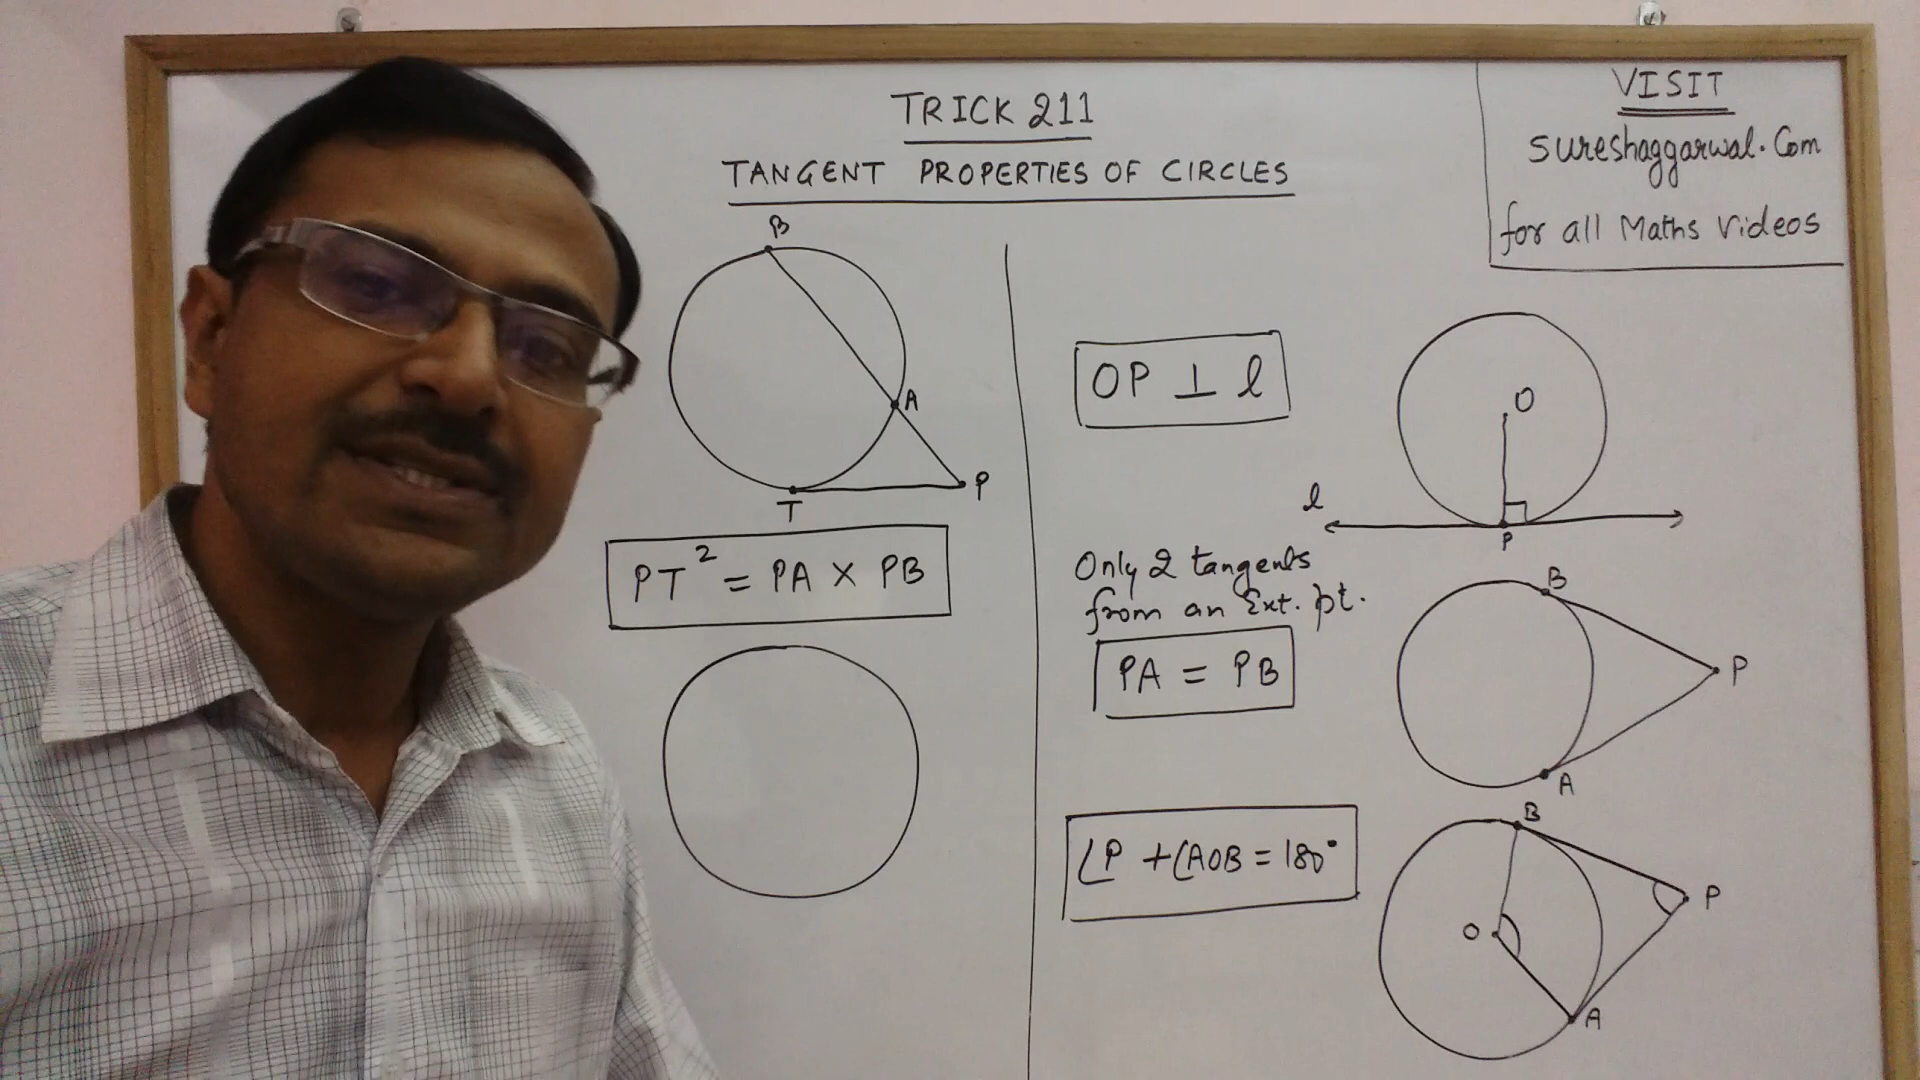 TRICK 211
TANGENT PROPERTIES OF CIRCLES
VISIT
sureshaggarwal.Com
for all Maths Videos
B
A
P
T
PT² = PA X PB
OP ⊥ l
O
l
P
Only 2 tangents
from an Ext. pt.
PA = PB
B
P
A
∠P + ∠AOB = 180°
B
P
O
A